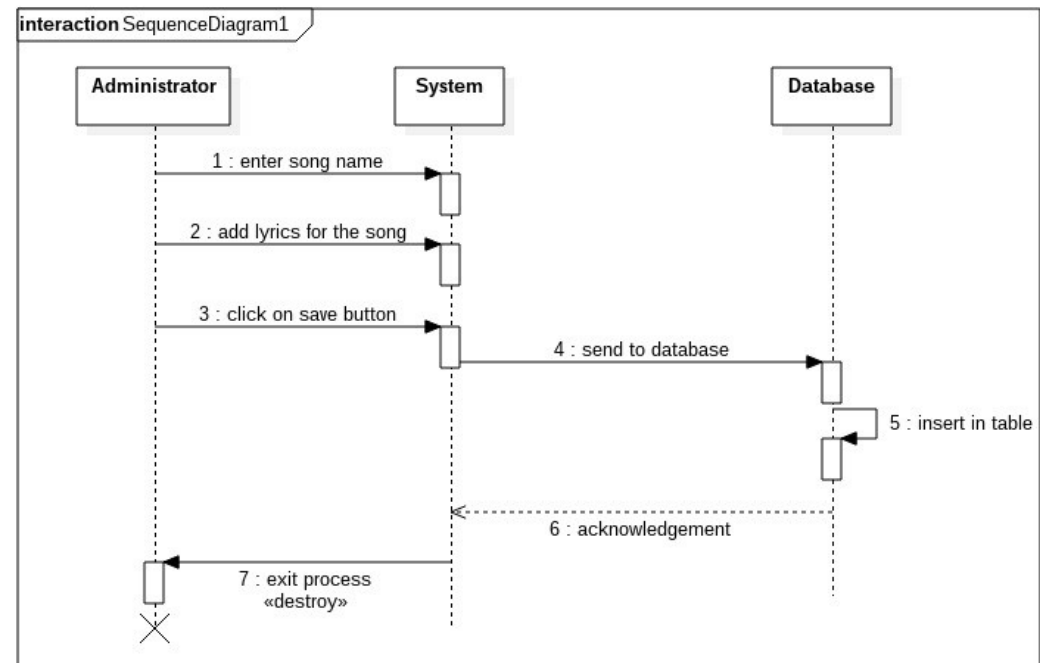 interaction SequenceDiagram1
Administrator
System
Database
1 : enter song name
2 : add lyrics for the song
3 : click on save button
4 : send to database
5 : insert in table
6 : acknowledgement
7 : exit process
«destroy»